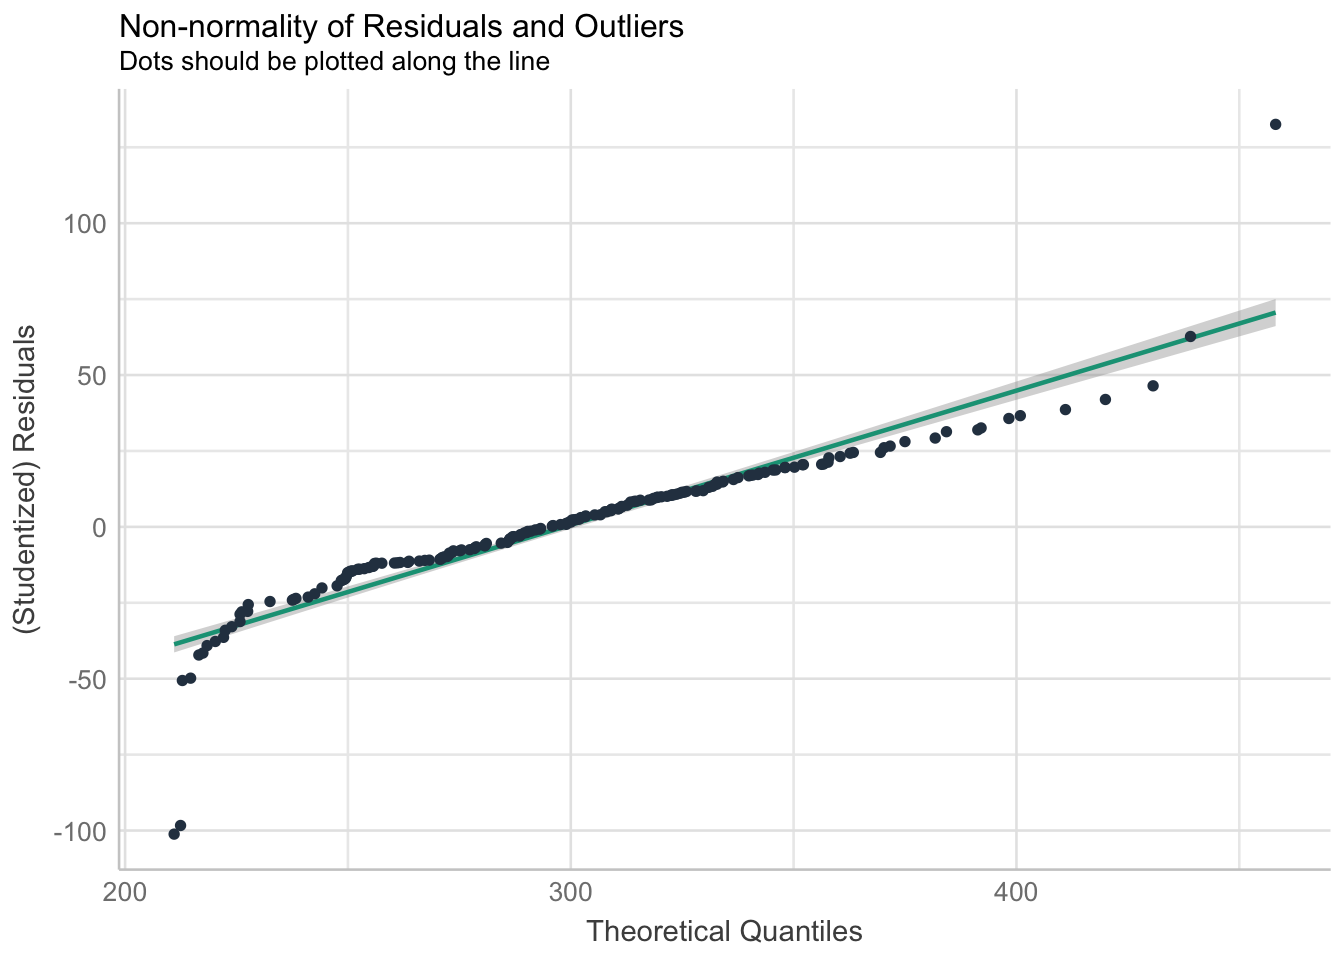 Non-normality of Residuals and Outliers
Dots should be plotted along the line
(Studentized) Residuals
100
50
0
-50
-100
200 300 400
Theoretical Quantiles